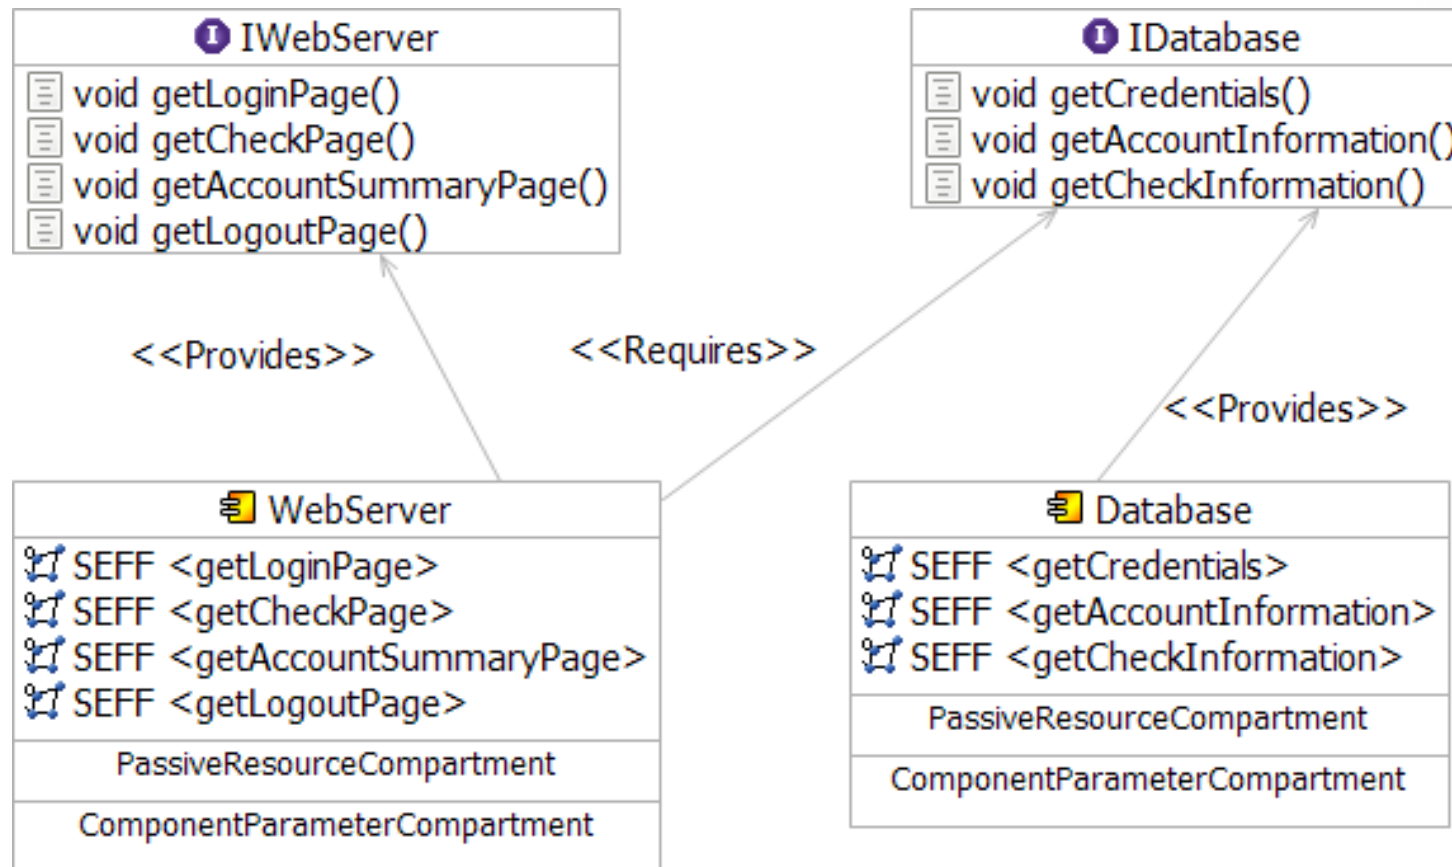 IWebServer
void getLoginPage()
void getCheckPage()
void getAccountSummaryPage()
void getLogoutPage()
IDatabase
void getCredentials()
void getAccountInformation()
void getCheckInformation()
<<Provides>>
<<Requires>>
<<Provides>>
WebServer
SEFF <getLoginPage>
SEFF <getCheckPage>
SEFF <getAccountSummaryPage>
SEFF <getLogoutPage>
PassiveResourceCompartment
ComponentParameterCompartment
Database
SEFF <getCredentials>
SEFF <getAccountInformation>
SEFF <getCheckInformation>
PassiveResourceCompartment
ComponentParameterCompartment